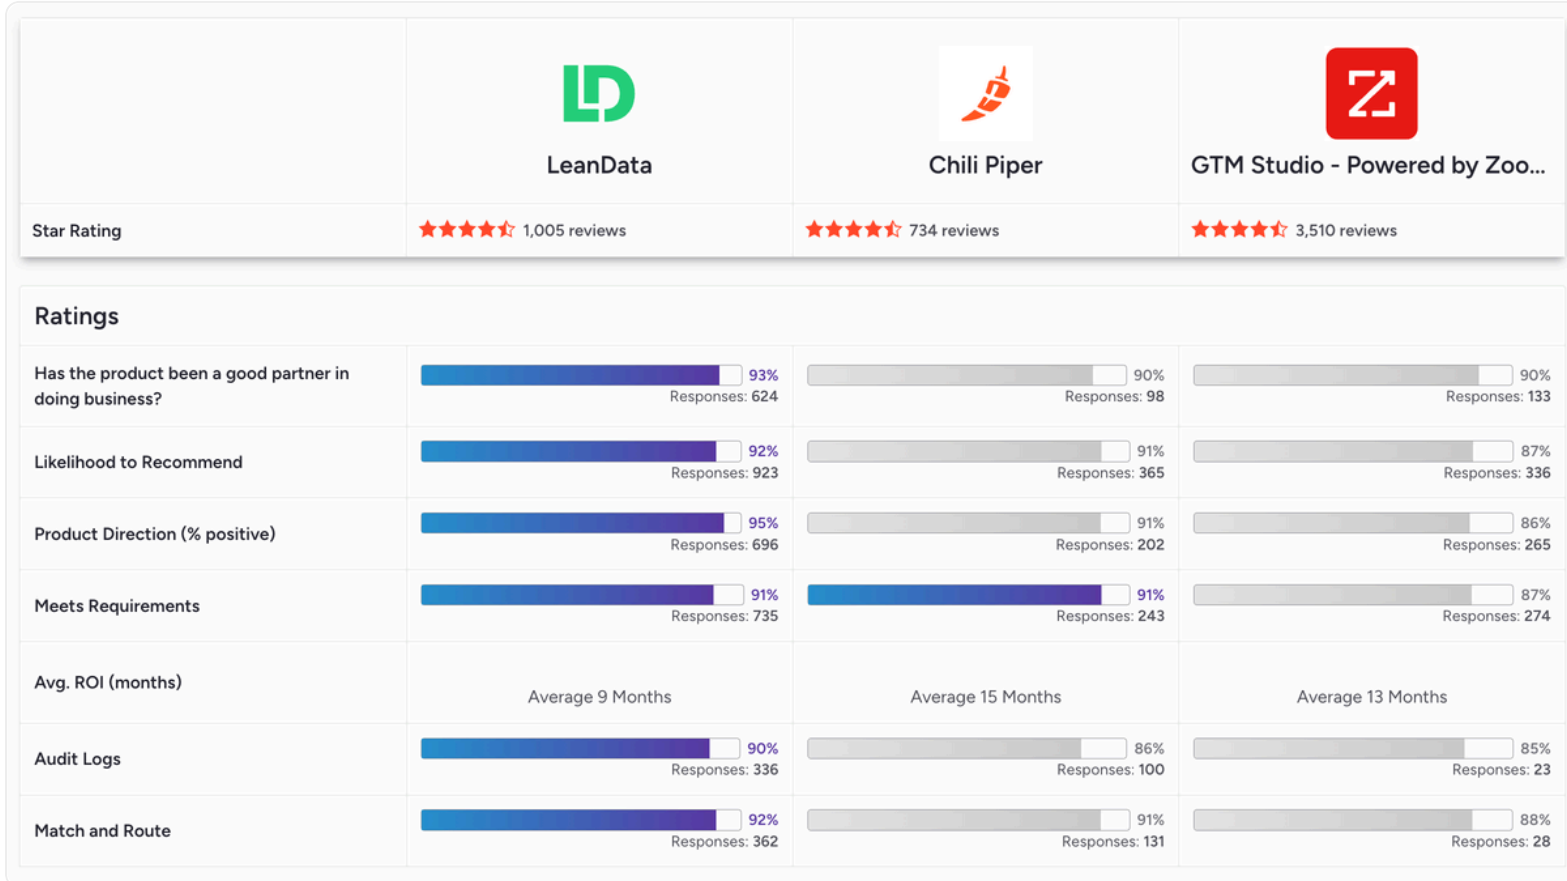 LD
LeanData
Chili Piper
GTM Studio - Powered by Zoo...
Star Rating
1,005 reviews
734 reviews
3,510 reviews
Ratings
Has the product been a good partner in
doing business?
93%
Responses: 624
90%
Responses: 98
90%
Responses: 133
Likelihood to Recommend
92%
Responses: 923
91%
Responses: 365
87%
Responses: 336
Product Direction (% positive)
95%
Responses: 696
91%
Responses: 202
86%
Responses: 265
Meets Requirements
91%
Responses: 735
91%
Responses: 243
87%
Responses: 274
Avg. ROI (months)
Average 9 Months
Average 15 Months
Average 13 Months
Audit Logs
90%
Responses: 336
86%
Responses: 100
85%
Responses: 23
Match and Route
92%
Responses: 362
91%
Responses: 131
88%
Responses: 28